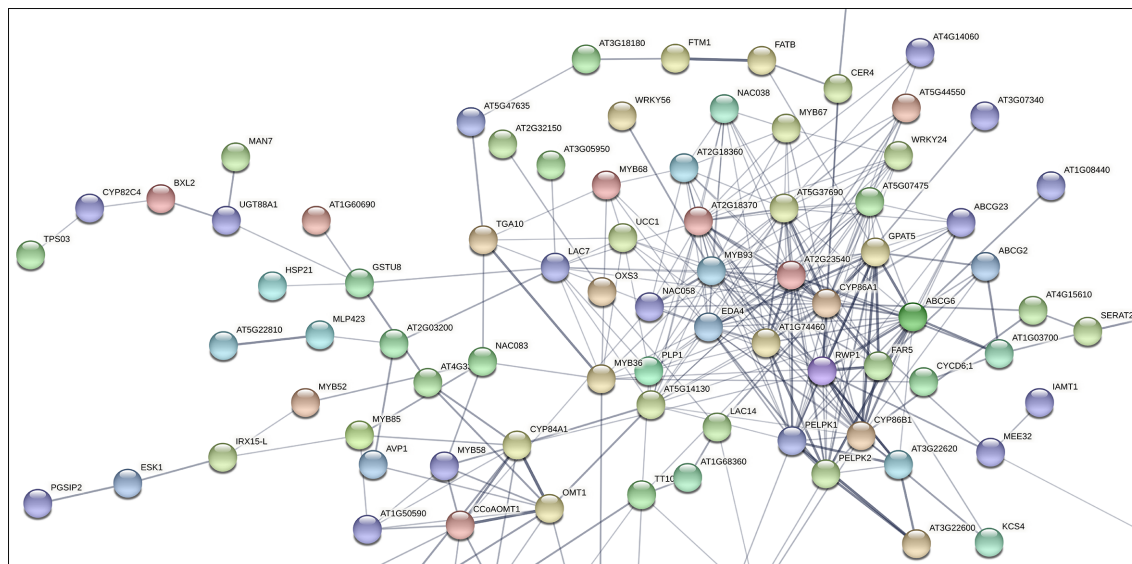 AT4G14060
AT3G18180
FTM1
FATB
CER4
AT5G47635
WRKY56
NAC038
MYB67
AT5G44550
AT3G07340
AT2G32150
WRKY24
MAN7
AT3G05950
AT2G18360
MYB68
AT1G08440
CYP82C4
BXL2
UGT88A1
AT1G60690
AT5G37690
AT5G07475
AT2G18370
ABCG23
TPS03
TGA10
UCC1
GPAT5
HSP21
GSTU8
LAC7
MYB93
AT2G23540
ABCG2
OXS3
NAC058
CYP86A1
ABCG6
AT4G15610
EDA4
SERAT2
AT5G22810
MLP423
AT2G03200
AT1G74460
AT1G03700
NAC083
MYB36
PLP1
RWP1
FAR5
CYCD6;1
AT4G3
MYB52
AT5G14130
IAMT1
MYB85
LAC14
CYP86B1
IRX15-L
CYP84A1
PELPK1
MEE32
AVP1
MYB58
AT3G22620
ESK1
AT1G68360
PELPK2
PGSIP2
TT10
AT1G50590
CCoAOMT1
OMT1
AT3G22600
KCS4